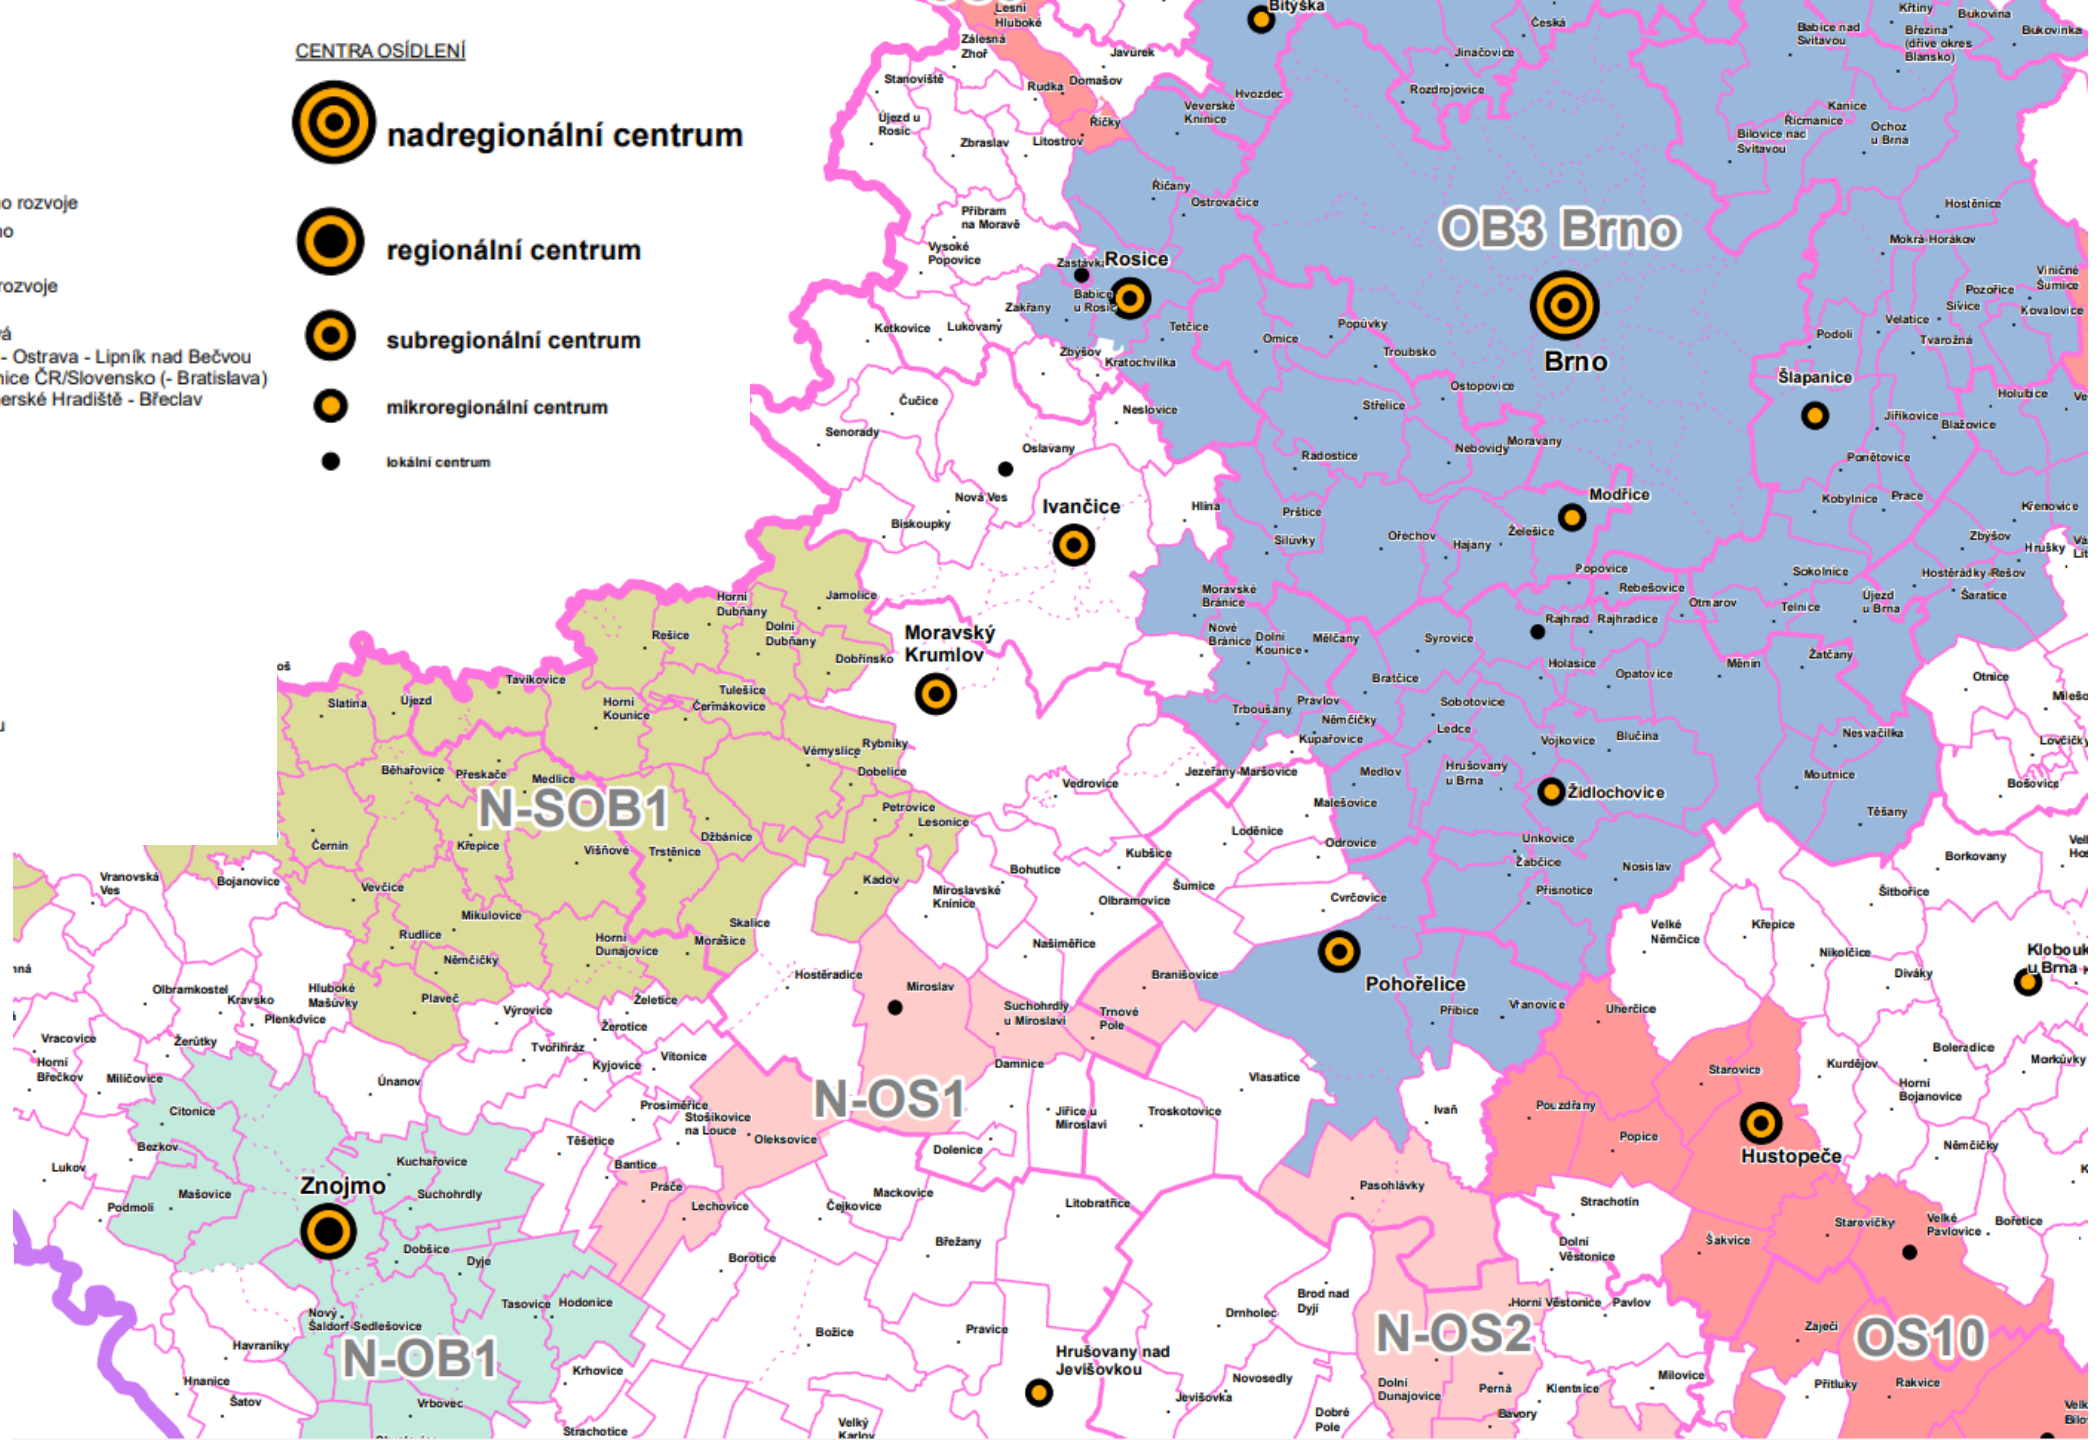 CENTRA OSÍDLENÍ
nadregionální centrum
regionální centrum
subregionální centrum
mikroregionální centrum
lokální centrum
o rozvoje
rozvoje
- Ostrava - Lipník nad Bečvou
nice ČR/Slovensko (- Bratislava)
erské Hradiště - Břeclav
Lesní
Hluboké
Zálesná
Zhoř
Javůrek
Bítýška
Česká
Jinačovice
Babice nad
Svitavou
Křtiny
Bukovina
Březina
(dříve okres
Blansko)
Bukovinka
Stanoviště
Rudka
Domašov
Hvozdec
Rozdrojovice
Veverské
Knínice
Kanice
Říčmanice
Újezd u
Rosic
Říčky
Zbraslav
Litostrov
Bílovice nad
Svitavou
Ochoz
u Brna
Říčany
Ostrovačice
Příbram
na Moravě
OB3 Brno
Hostěnice
Mokrá-Horákov
Vysoké
Popovice
Zastávka
Rosice
Viničné
Šumice
Babice
u Rosic
Pozořice
Sivice
Kovalovice
Zakřany
Ketkovice
Lukovany
Tetčice
Popůvky
Omice
Troubsko
Velatice
Podolí
Tvarožná
Zbýšov
Kratochvilka
Brno
Šlapanice
Ostopovice
Holubice
Čučice
Neslovice
Střelice
Jiříkovice
Blažovice
Senorady
Oslavany
Nebovidy
Moravany
Radostice
Ponětovice
Nová Ves
Ivančice
Hlína
Modřice
Kobylnice
Prace
Křenovice
Biskoupky
Prštice
Silůvky
Ořechov
Hajany
Želešice
Zbýšov
Hrušky
Popovice
Sokolnice
Hostěrádky-Rešov
Rebešovice
Moravské
Bránice
Otmarov
Telnice
Újezd
u Brna
Šaratice
Horní
Dubňany
Jamolice
Rešice
Dolní
Dubňany
Moravský
Krumlov
Nové
Bránice
Dolní
Kounice
Mělčany
Syrovice
Rajhrad
Rajhradice
Dobřínsko
Holasice
Opatovice
Měnín
Žatčany
Otnice
Tavíkovice
Tulešice
Bratčice
Slatina
Újezd
Horní
Kounice
Čermákovice
Trboušany
Pravlov
Němčičky
Kupařovice
Sobotovice
Ledce
Vojkovice
Blučina
Nesvačilka
Vémyslice
Rybníky
Dobelice
Běhařovice
Přeskače
Medlice
Vedrovice
Jezeřany-Maršovice
Medlov
Hrušovany
u Brna
Židlochovice
Moutnice
Bošovice
N-SOB1
Petrovice
Lesonice
Malešovice
Těšany
Černín
Křepice
Višňové
Trstěnice
Džbánice
Loděnice
Odrovice
Unkovice
Žabčice
Nosislav
Borkovany
Kubšice
Vranovská
Ves
Bojanovice
Vevčice
Kadov
Bohutice
Miroslavské
Knínice
Šumice
Olbramovice
Cvrčovice
Přísnotice
Šitbořice
Mikulovice
Skalice
Velké
Němčice
Křepice
Rudlice
Němčičky
Horní
Dunajovice
Morašice
Našiměřice
Nikolčice
Klobouk
u Brna
Diváky
Hostěradice
Branišovice
Pohořelice
Olbramkostel
Kravsko
Plenkovice
Hluboké
Mašůvky
Plaveč
Želetice
Výrovice
Žerotice
Miroslav
Suchohrdly
u Miroslavi
Trnové
Pole
Přibice
Vranovice
Uherčice
Vracovice
Žerůtky
Tvořihráz
Kyjovice
Vítonice
Damnice
Boleradice
Morkůvky
Horní
Břečkov
Milíčovice
Únanov
Vlasatice
Starovice
Kurdějov
Horní
Bojanovice
Citonice
N-OS1
Prosiměřice
Stošíkovice
na Louce
Oleksovice
Jiřice u
Miroslavi
Troskotovice
Ivaň
Pouzdřany
Popice
Hustopeče
Němčičky
Bezkov
Lukov
Kuchařovice
Těšetice
Bantice
Dolenice
Znojmo
Mašovice
Suchohrdly
Práče
Lechovice
Pasohlávky
Podmolí
Čejkovice
Mackovice
Litobratřice
Strachotín
Starovičky
Velké
Pavlovice
Bořetice
Dobšice
Dyje
Borotice
Břežany
Dolní
Věstonice
Šakvice
Nový
Šaldorf-Sedlešovice
Tasovice
Hodonice
Brod nad
Dyjí
Drnholec
Horní Věstonice
Pavlov
Havraníky
N-OB1
Božice
Pravice
Hrušovany nad
Jevišovkou
N-OS2
Zaječí
OS10
Hnanice
Šatov
Krhovice
Novosedly
Jevišovka
Dolní
Dunajovice
Perná
Klentnice
Milovice
Přítluky
Rakvice
Vrbovec
Strachotice
Velký
Karlov
Dobré
Pole
Bavory